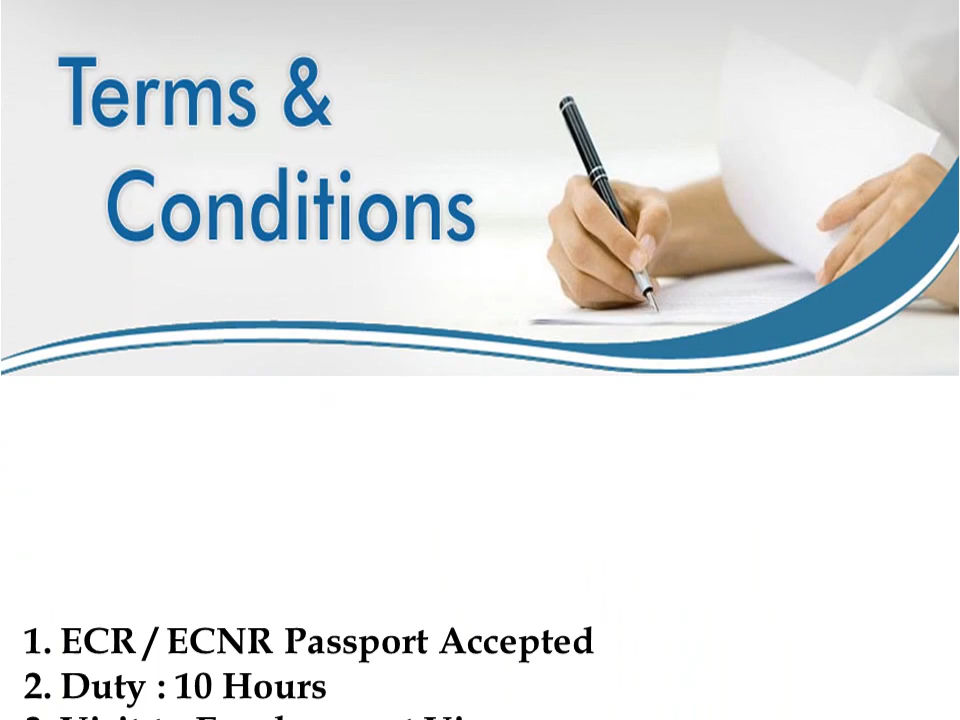 Terms &
Conditions
1. ECR / ECNR Passport Accepted
2. Duty : 10 Hours